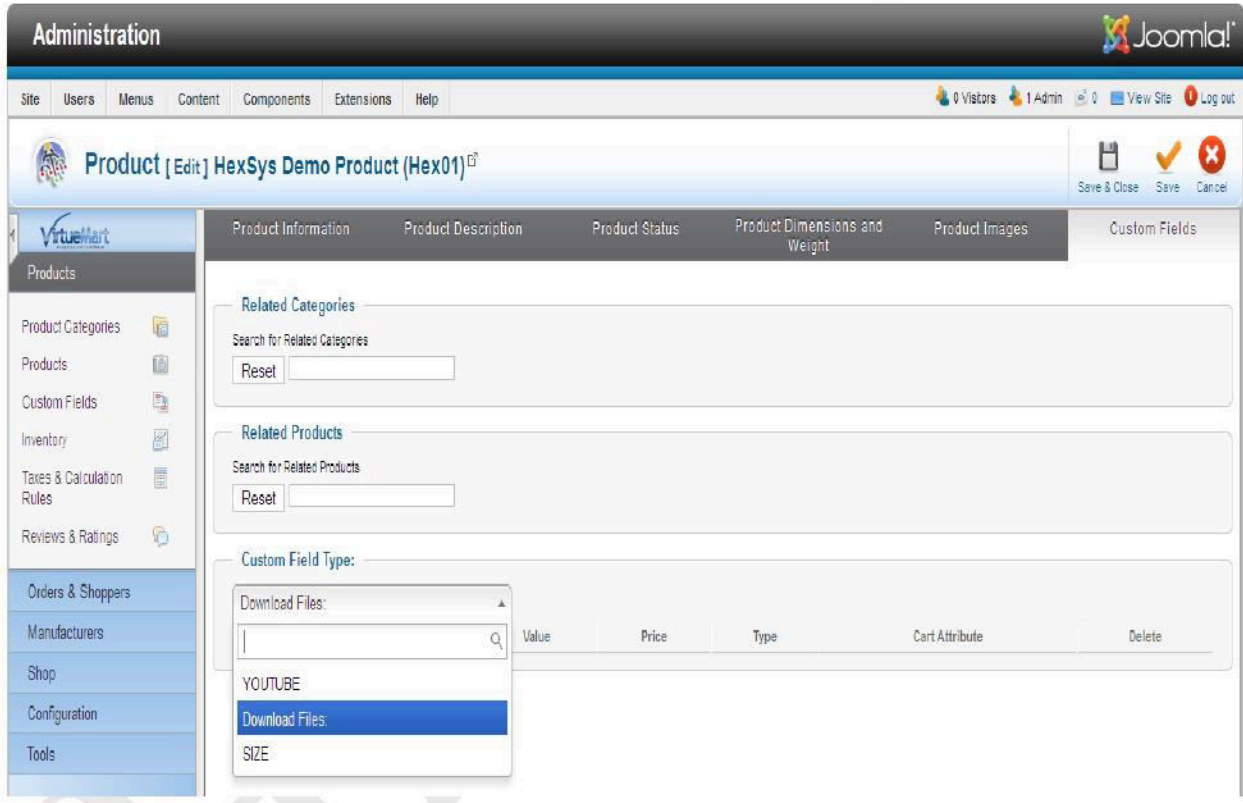 Administration
Joomla!
Site Users Menus Content Components Extensions Help
0 Visitors 1 Admin 0 View Site Log out
Product [ Edit ] HexSys Demo Product (Hex01)
Save & Close Save Cancel
VirtueMart
Product Information Product Description Product Status Product Dimensions and Weight Product Images Custom Fields
Products
Product Categories
Products
Custom Fields
Inventory
Taxes & Calculation
Rules
Reviews & Ratings
Orders & Shoppers
Manufacturers
Shop
Configuration
Tools
Related Categories
Search for Related Categories
Reset
Related Products
Search for Related Products
Reset
Custom Field Type:
Download Files:
Value Price Type Cart Attribute Delete
YOUTUBE
Download Files:
SIZE